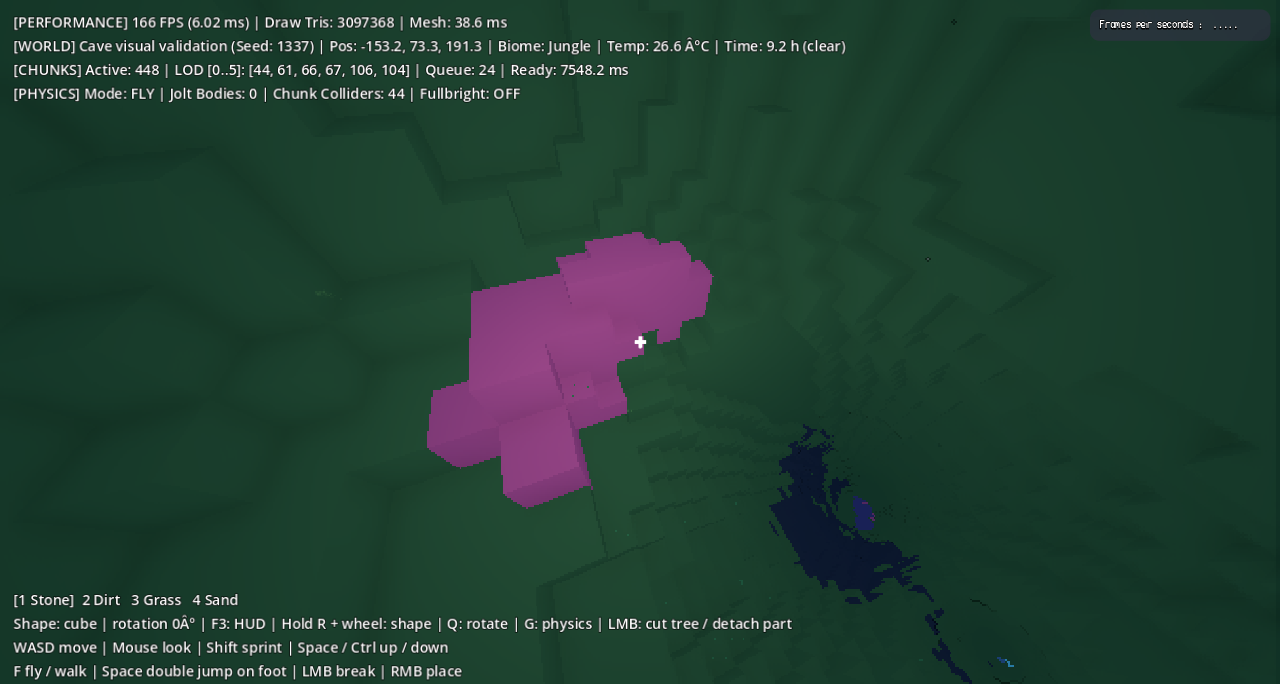 [PERFORMANCE] 166 FPS (6.02 ms) | Draw Tris: 3097368 | Mesh: 38.6 ms
[WORLD] Cave visual validation (Seed: 1337) | Pos: -153.2, 73.3, 191.3 | Biome: Jungle | Temp: 26.6 Â°C | Time: 9.2 h (clear)
[CHUNKS] Active: 448 | LOD [0..5]: [44, 61, 66, 67, 106, 104] | Queue: 24 | Ready: 7548.2 ms
[PHYSICS] Mode: FLY | Jolt Bodies: 0 | Chunk Colliders: 44 | Fullbright: OFF
Frames per seconds : .....
[1 Stone] 2 Dirt 3 Grass 4 Sand
Shape: cube | rotation 0Âº | F3: HUD | Hold R + wheel: shape | Q: rotate | G: physics | LMB: cut tree / detach part
WASD move | Mouse look | Shift sprint | Space / Ctrl up / down
F fly / walk | Space double jump on foot | LMB break | RMB place